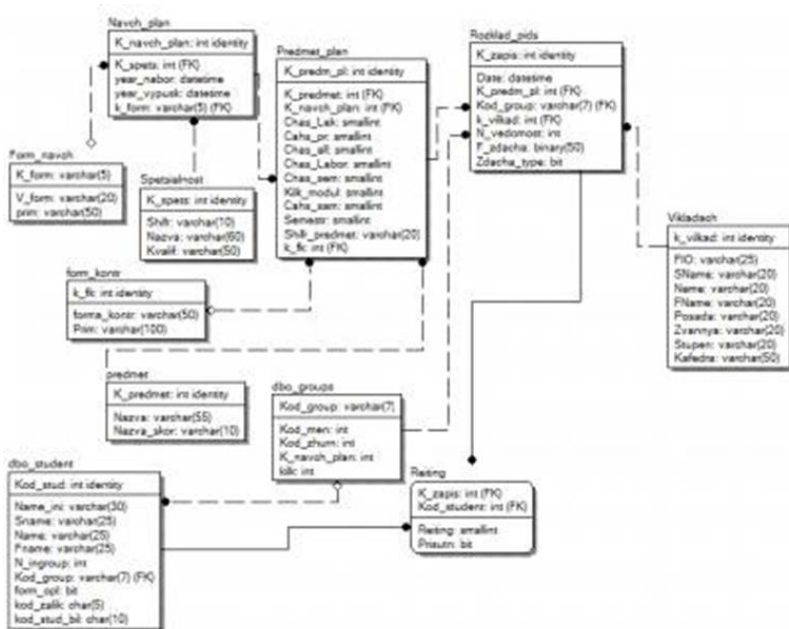 Navch_plan
K_navch_plan: int identity
K_spets: int (FK)
year_nabor: datetime
year_vypusk: datetime
k_form: varchar(5) (FK)
Predmet_plan
K_predm_pl: int identity
K_predmet: int (FK)
K_navch_plan: int (FK)
Chas_Lek: smallint
Cahs_pr: smallint
Chas_all: smallint
Chas_Labor: smallint
Chas_sem: smallint
Kilk_modul: smallint
Cahs_sam: smallint
Semestr: smallint
Shifr_predmet: varchar(20)
k_fk: int (FK)
Rozklad_pids
K_zapis: int identity
Date: datetime
K_predm_pl: int (FK)
Kod_group: varchar(7) (FK)
k_vilkad: int (FK)
N_vedomost: int
F_zdacha: binary(50)
Zdacha_type: bit
Form_navch
K_form: varchar(5)
V_form: varchar(20)
prim: varchar(50)
Spetsialnost
K_spets: int identity
Shifr: varchar(10)
Nazva: varchar(60)
Kvalif: varchar(50)
Vikladach
k_vilkad: int identity
FIO: varchar(25)
SName: varchar(20)
Name: varchar(20)
FName: varchar(20)
Posada: varchar(20)
Zvannya: varchar(20)
Stupen: varchar(20)
Kafedra: varchar(50)
form_kontr
k_fk: int identity
forma_kontr: varchar(50)
Prim: varchar(100)
predmet
K_predmet: int identity
Nazva: varchar(55)
Nazva_skor: varchar(10)
dbo_groups
Kod_group: varchar(7)
Kod_men: int
Kod_zhurn: int
K_navch_plan: int
kilk: int
dbo_student
Kod_stud: int identity
Name_ini: varchar(30)
Sname: varchar(25)
Name: varchar(25)
Fname: varchar(25)
N_ingroup: int
Kod_group: varchar(7) (FK)
form_opl: bit
kod_zalik: char(5)
kod_stud_bil: char(10)
Reiting
K_zapis: int (FK)
Kod_student: int (FK)
Reiting: smallint
Prisutn: bit